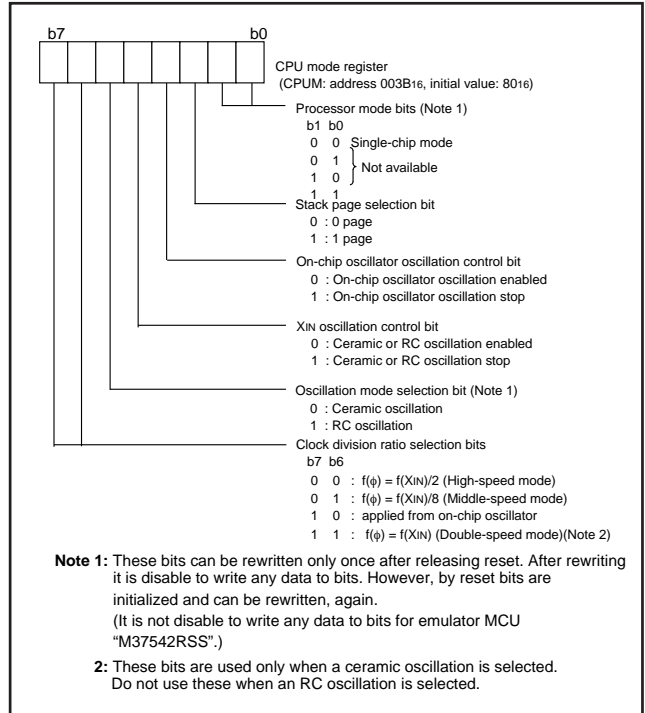 b7 b0
CPU mode register
(CPUM: address 003B16, initial value: 8016)
Processor mode bits (Note 1)
b1 b0
0 0 Single-chip mode
0 1
Not available
1 0
1 1
Stack page selection bit
0 : 0 page
1 : 1 page
On-chip oscillator oscillation control bit
0 : On-chip oscillator oscillation enabled
1 : On-chip oscillator oscillation stop
XIN oscillation control bit
0 : Ceramic or RC oscillation enabled
1 : Ceramic or RC oscillation stop
Oscillation mode selection bit (Note 1)
0 : Ceramic oscillation
1 : RC oscillation
Clock division ratio selection bits
b7 b6
0 0 : f(φ) = f(XIN)/2 (High-speed mode)
0 1 : f(φ) = f(XIN)/8 (Middle-speed mode)
1 0 : applied from on-chip oscillator
1 1 : f(φ) = f(XIN) (Double-speed mode)(Note 2)
Note 1: These bits can be rewritten only once after releasing reset. After rewriting
it is disable to write any data to bits. However, by reset bits are
initialized and can be rewritten, again.
(It is not disable to write any data to bits for emulator MCU
“M37542RSS”.)
2: These bits are used only when a ceramic oscillation is selected.
Do not use these when an RC oscillation is selected.